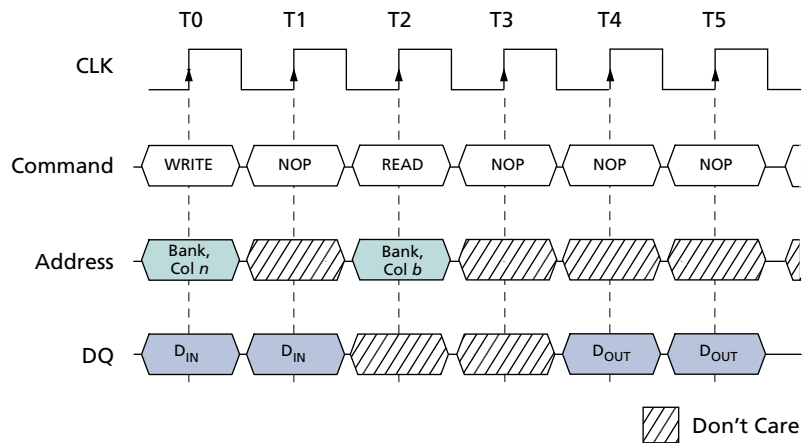 T0 T1 T2 T3 T4 T5
CLK
Command WRITE NOP READ NOP NOP NOP
Address Bank, Col n Bank, Col b
DQ DIN DIN DOUT DOUT
Don't Care